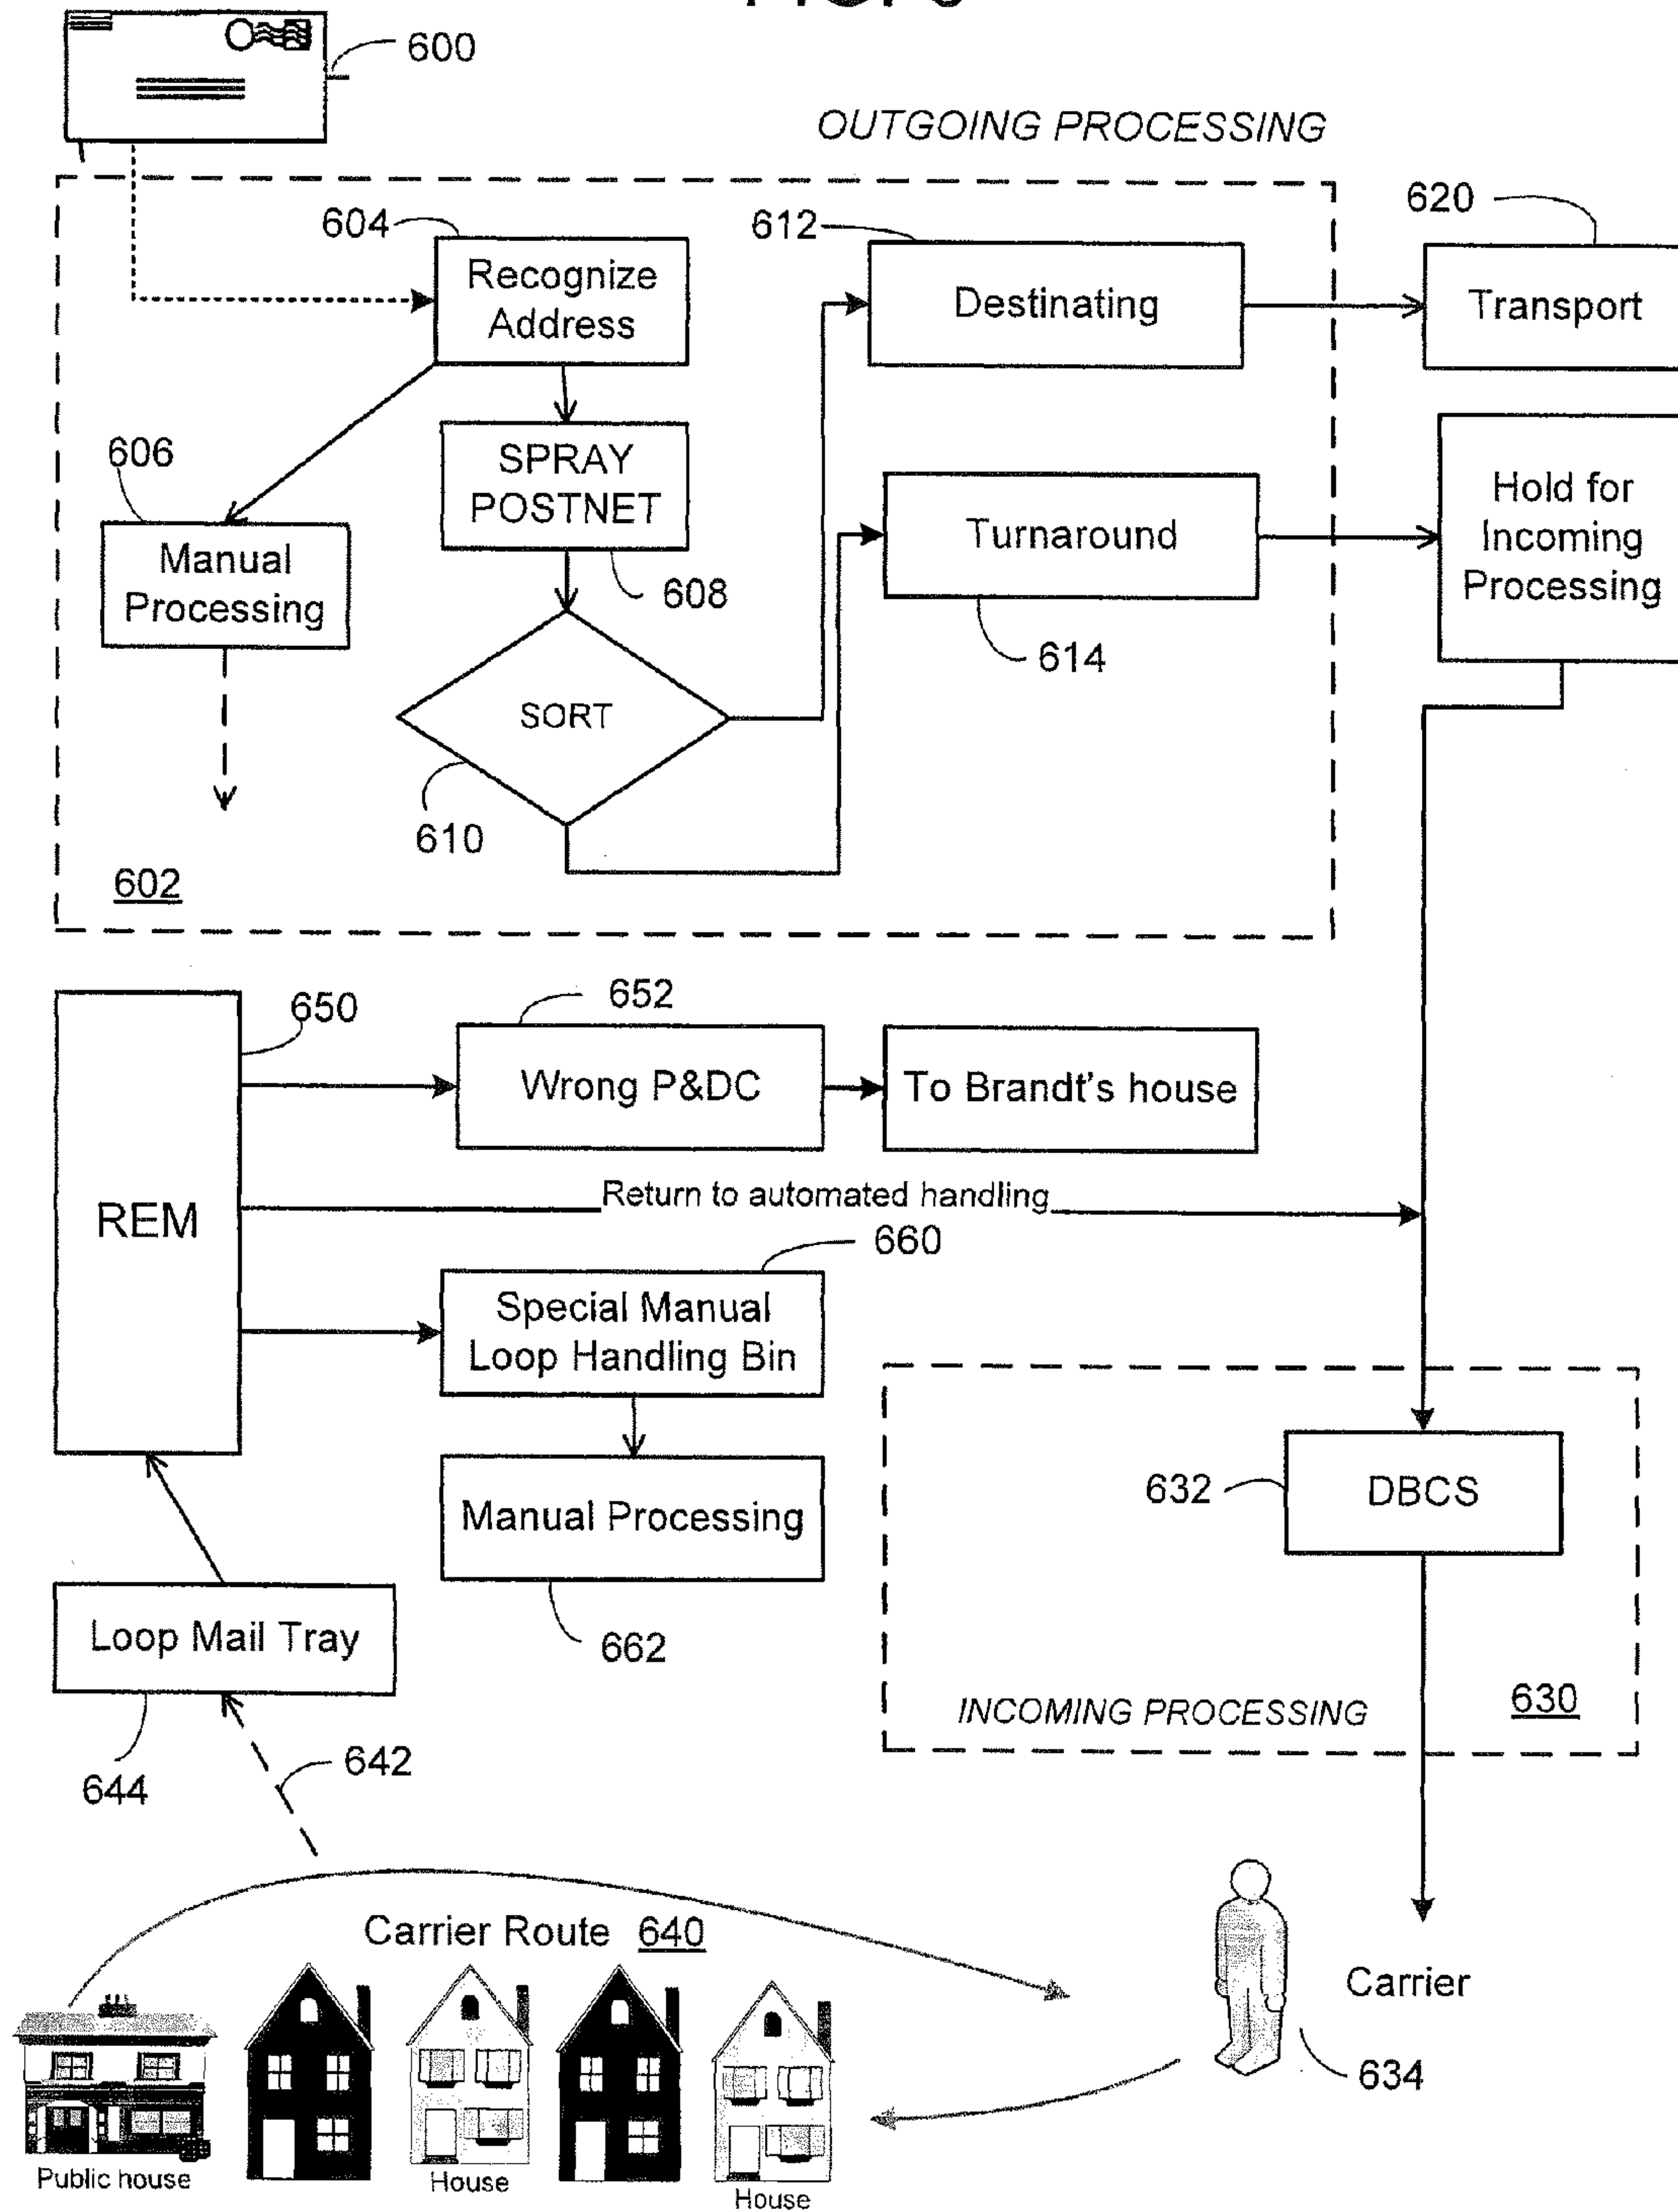 600
OUTGOING PROCESSING
604
612
620
Recognize
Address
Destinating
Transport
606
SPRAY
POSTNET
Manual
Processing
608
Turnaround
614
Hold for
Incoming
Processing
SORT
610
602
650
652
Wrong P&DC
To Brandt's house
REM
Return to automated handling
660
Special Manual
Loop Handling Bin
Manual Processing
662
632
DBCS
Loop Mail Tray
INCOMING PROCESSING
630
644
642
Carrier Route 640
Carrier
634
Public house
House
House